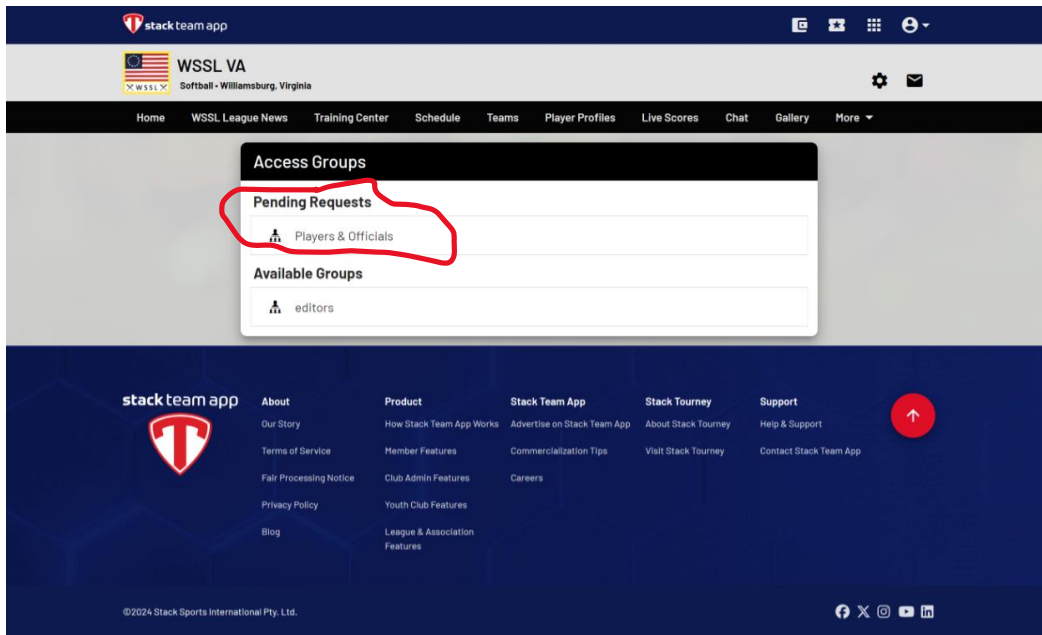 stack team app
WSSL VA
Softball • Williamsburg, Virginia
X WSSL X
Home WSSL League News Training Center Schedule Teams Player Profiles Live Scores Chat Gallery More
Access Groups
Pending Requests
Players & Officials
Available Groups
editors
stack team app
About
Our Story
Terms of Service
Fair Processing Notice
Privacy Policy
Blog
Product
How Stack Team App Works
Member Features
Club Admin Features
Youth Club Features
League & Association
Features
Stack Team App
Advertise on Stack Team App
Commercialization Tips
Careers
Stack Tourney
About Stack Tourney
Visit Stack Tourney
Support
Help & Support
Contact Stack Team App
©2024 Stack Sports International Pty. Ltd.